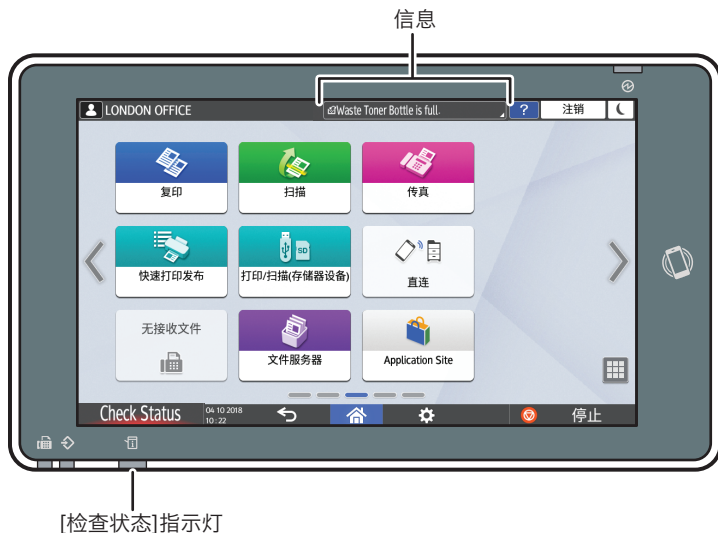 信息
LONDON OFFICE
Waste Toner Bottle is full.
?
注销
复印
扫描
传真
SD
快速打印发布
打印/扫描(存储器设备)
直连
无接收文件
文件服务器
Application Site
Check Status
04 10 2018
10 : 22
停止
[检查状态]指示灯